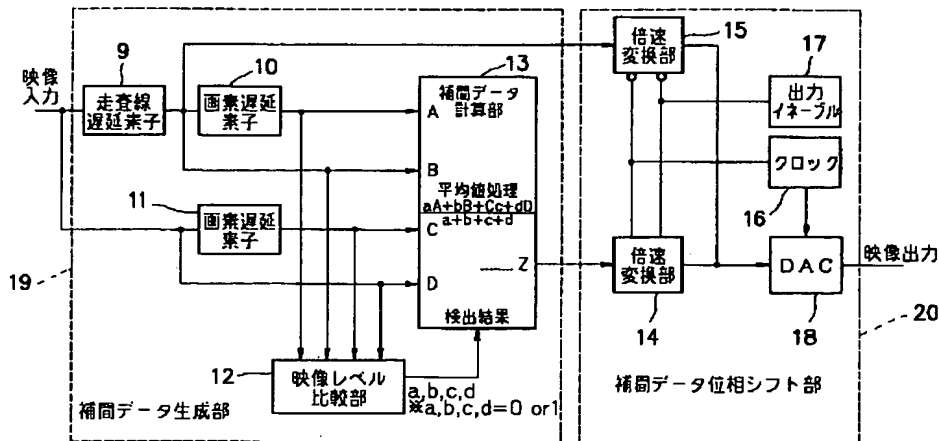 映像
入力
9
走査線
遅延素子
10
画素遅延
素子
11
画素遅延
素子
13
補間データ
計算部
A
B
平均値処理
aA+bB+Cc+dD
a+b+c+d
C
D
Z
検出結果
12
映像レベル
比較部
a,b,c,d
※a,b,c,d=0 or1
19
補間データ生成部
倍速
変換部
15
17
出力
イネーブル
クロック
16
倍速
変換部
14
DAC
18
映像出力
20
補間データ位相シフト部